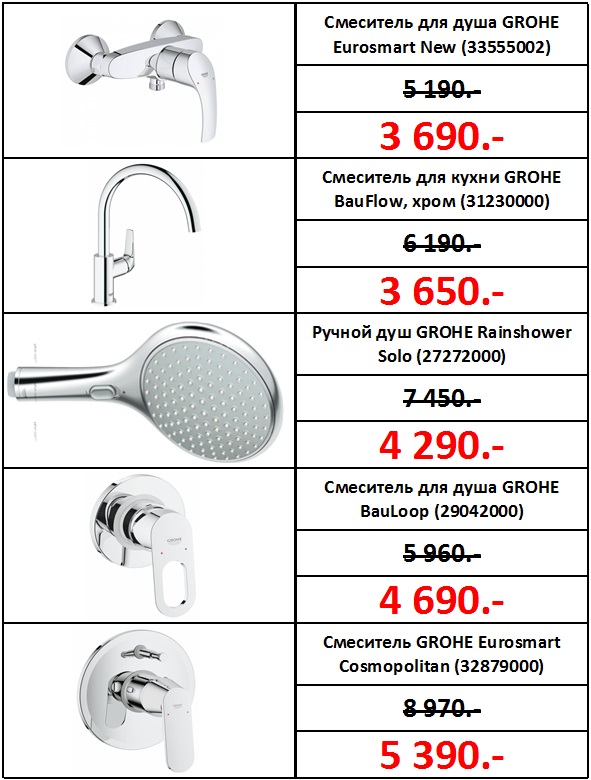 Смеситель для душа GROHE
Eurosmart New (33555002)
5 190.-
3 690.-
Смеситель для кухни GROHE
BauFlow, хром (31230000)
6 190.-
3 650.-
Ручной душ GROHE Rainshower
Solo (27272000)
7 450.-
4 290.-
GROHE
Смеситель для душа GROHE
BauLoop (29042000)
5 960.-
4 690.-
Смеситель GROHE Eurosmart
Cosmopolitan (32879000)
8 970.-
5 390.-